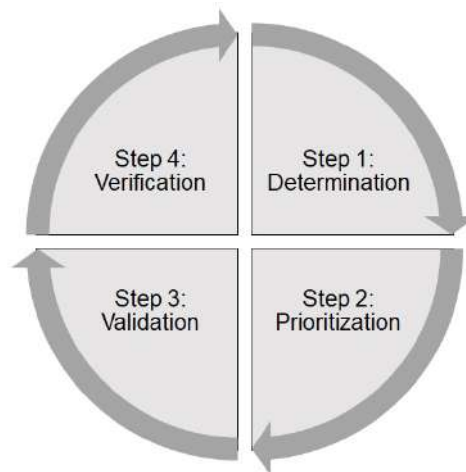 Step 1:
Determination
Step 2:
Prioritization
Step 3:
Validation
Step 4:
Verification